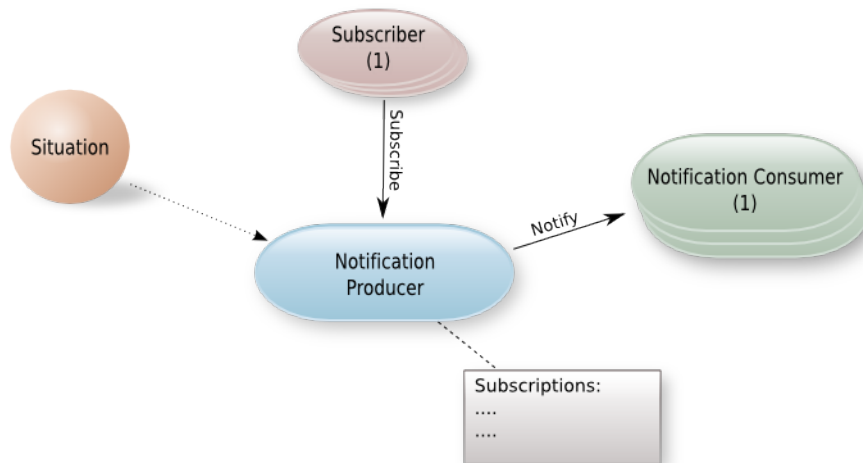 Subscriber
(1)
Situation
Subscribe
Notification Consumer
(1)
Notify
Notification
Producer
Subscriptions:
....
....